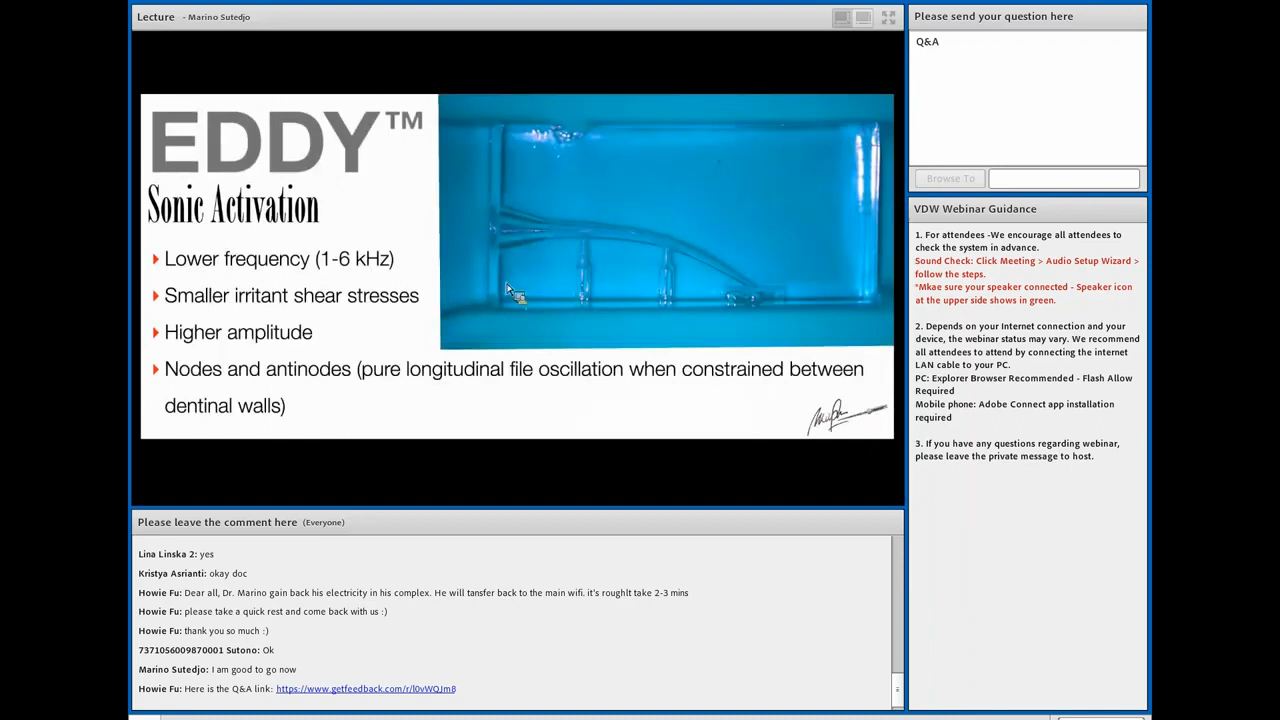 Lecture - Marino Sutedjo
EDDY™
Sonic Activation
Lower frequency (1-6 kHz)
Smaller irritant shear stresses
Higher amplitude
Nodes and antinodes (pure longitudinal file oscillation when constrained between
dentinal walls)
Please leave the comment here (Everyone)
Lina Linska 2: yes
Kristya Asrianti: okay doc
Howie Fu: Dear all, Dr. Marino gain back his electricity in his complex. He will tansfer back to the main wifi. it's roughlt take 2-3 mins
Howie Fu: please take a quick rest and come back with us :)
Howie Fu: thank you so much :)
7371056009870001 Sutono: Ok
Marino Sutedjo: I am good to go now
Howie Fu: Here is the Q&A link: https://www.getfeedback.com/r/l0vWQJm8
Please send your question here
Q&A
Browse To
VDW Webinar Guidance
1. For attendees -We encourage all attendees to
check the system in advance.
Sound Check: Click Meeting > Audio Setup Wizard >
follow the steps.
*Mkae sure your speaker connected - Speaker icon
at the upper side shows in green.
2. Depends on your Internet connection and your
device, the webinar status may vary. We recommend
all attendees to attend by connecting the internet
LAN cable to your PC.
PC: Explorer Browser Recommended - Flash Allow
Required
Mobile phone: Adobe Connect app installation
required
3. If you have any questions regarding webinar,
please leave the private message to host.